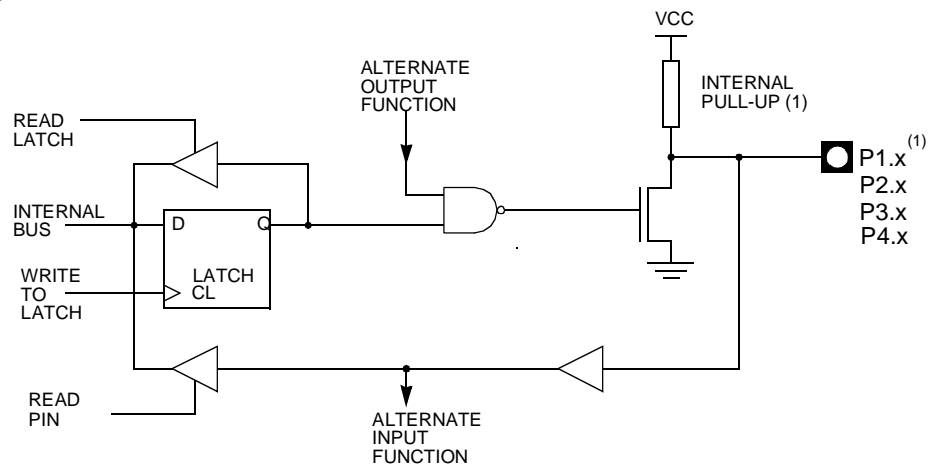 VCC
ALTERNATE
OUTPUT
FUNCTION
INTERNAL
PULL-UP (1)
READ
LATCH
P1.x (1)
P2.x
P3.x
P4.x
INTERNAL
BUS
D
Q
WRITE
TO
LATCH
LATCH
CL
READ
PIN
ALTERNATE
INPUT
FUNCTION